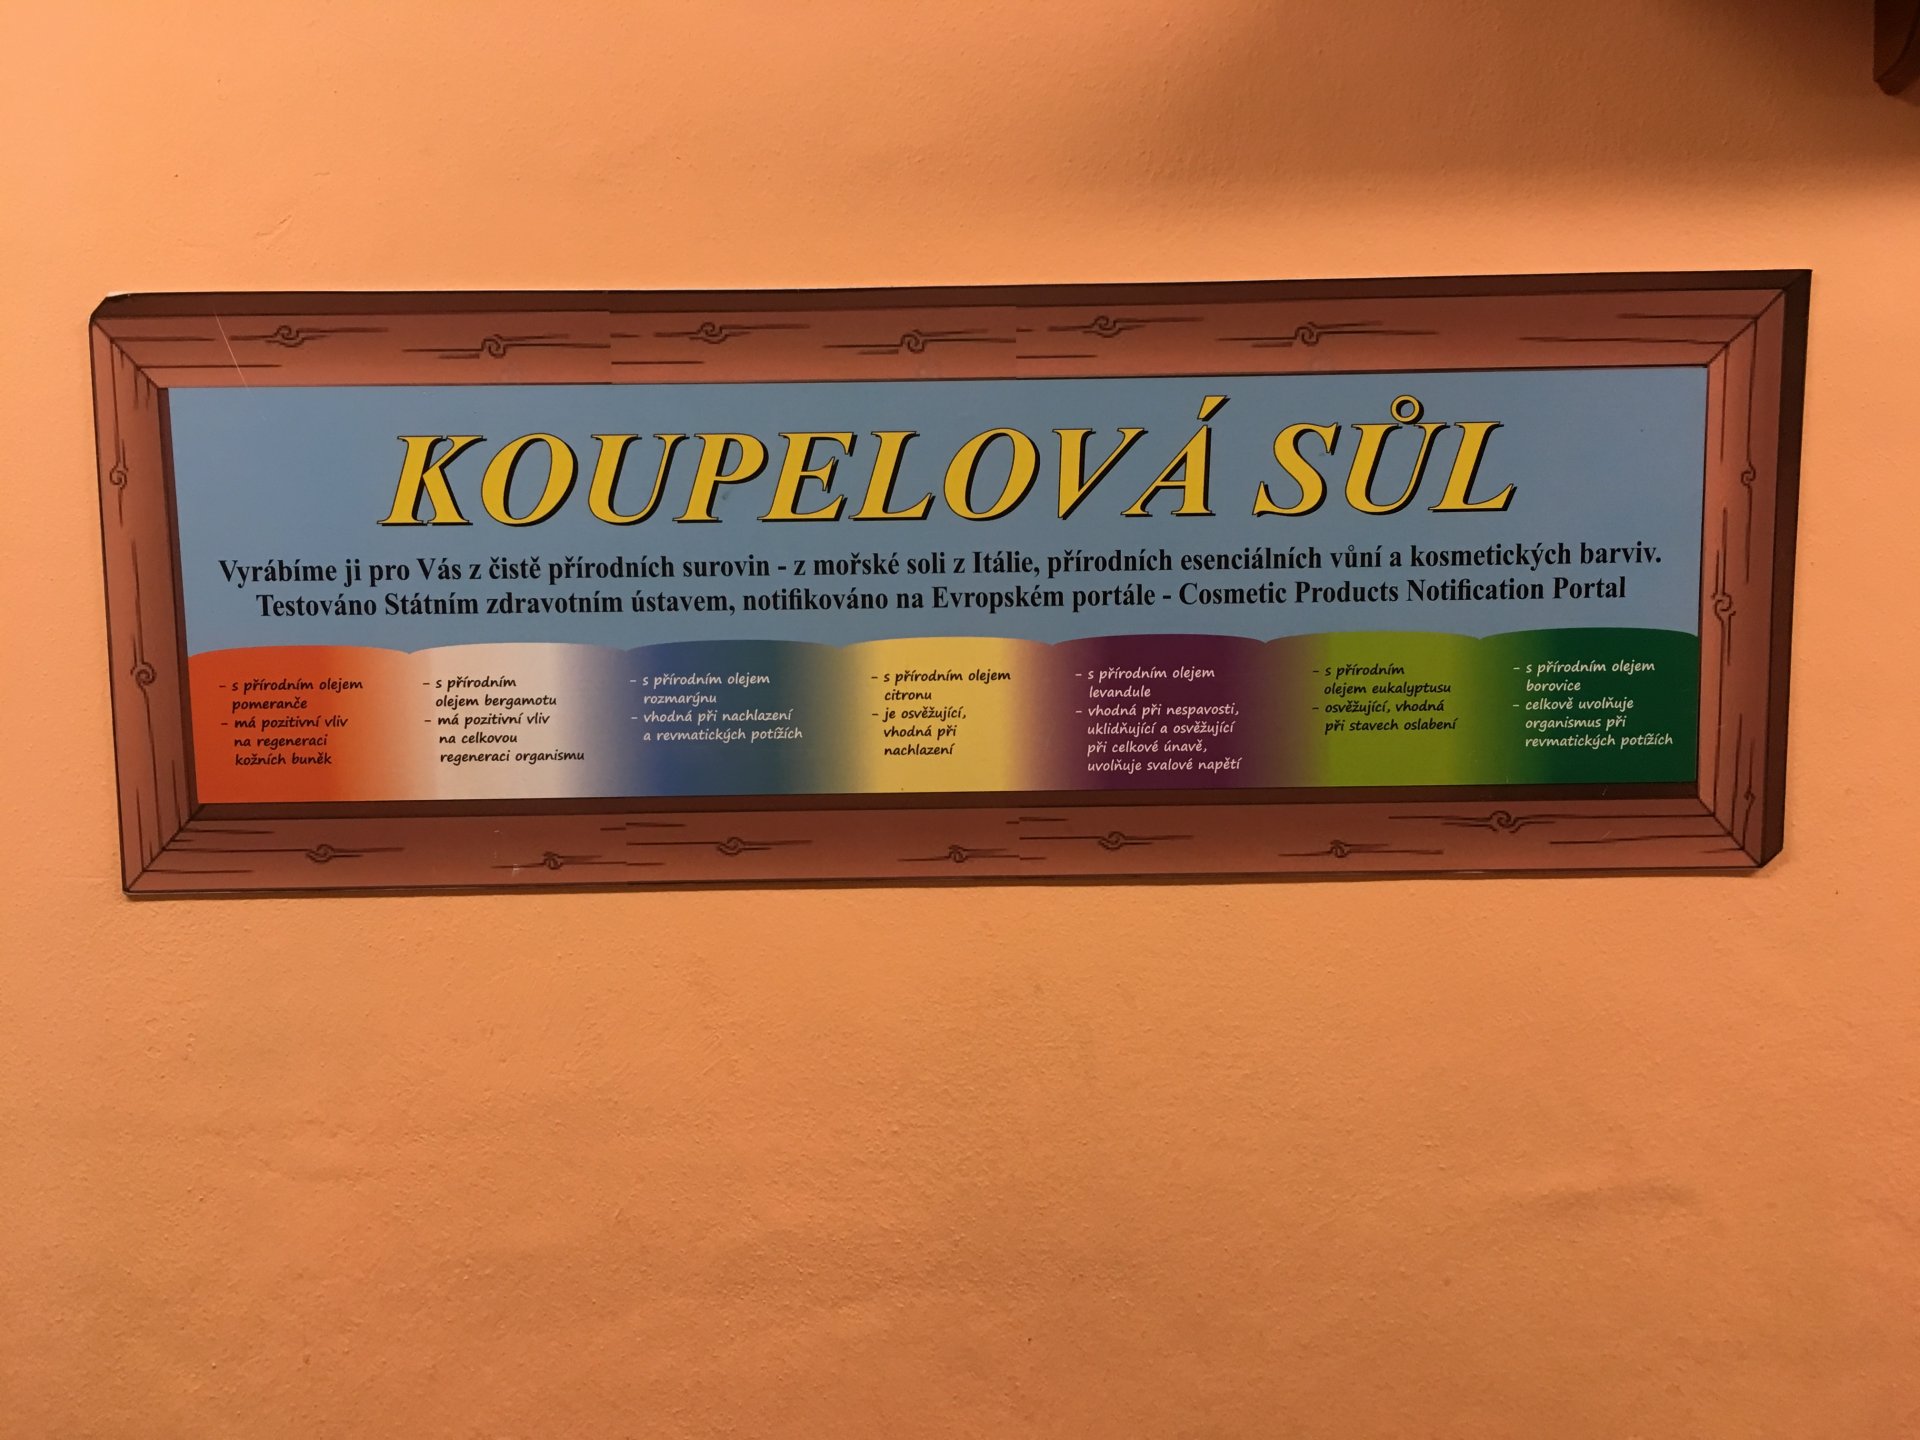 KOUPELOVÁ SŮL
Vyrábíme ji pro Vás z čistě přírodních surovin - z mořské soli z Itálie, přírodních esenciálních vůní a kosmetických barviv.
Testováno Státním zdravotním ústavem, notifikováno na Evropském portále - Cosmetic Products Notification Portal
- s přírodním olejem
pomeranče
- má pozitivní vliv
na regeneraci
kožních buněk
- s přírodním
olejem bergamotu
- má pozitivní vliv
na celkovou
regeneraci organismu
- s přírodním olejem
rozmarýnu
- vhodná při nachlazení
a revmatických potížích
- s přírodním olejem
citronu
- je osvěžující,
vhodná při
nachlazení
- s přírodním olejem
levandule
- vhodná při nespavosti,
uklidňující a osvěžující
při celkové únavě,
uvolňuje svalové napětí
- s přírodním
olejem eukalyptusu
- osvěžující, vhodná
při stavech oslabení
- s přírodním olejem
borovice
- celkově uvolňuje
organismus při
revmatických potížích